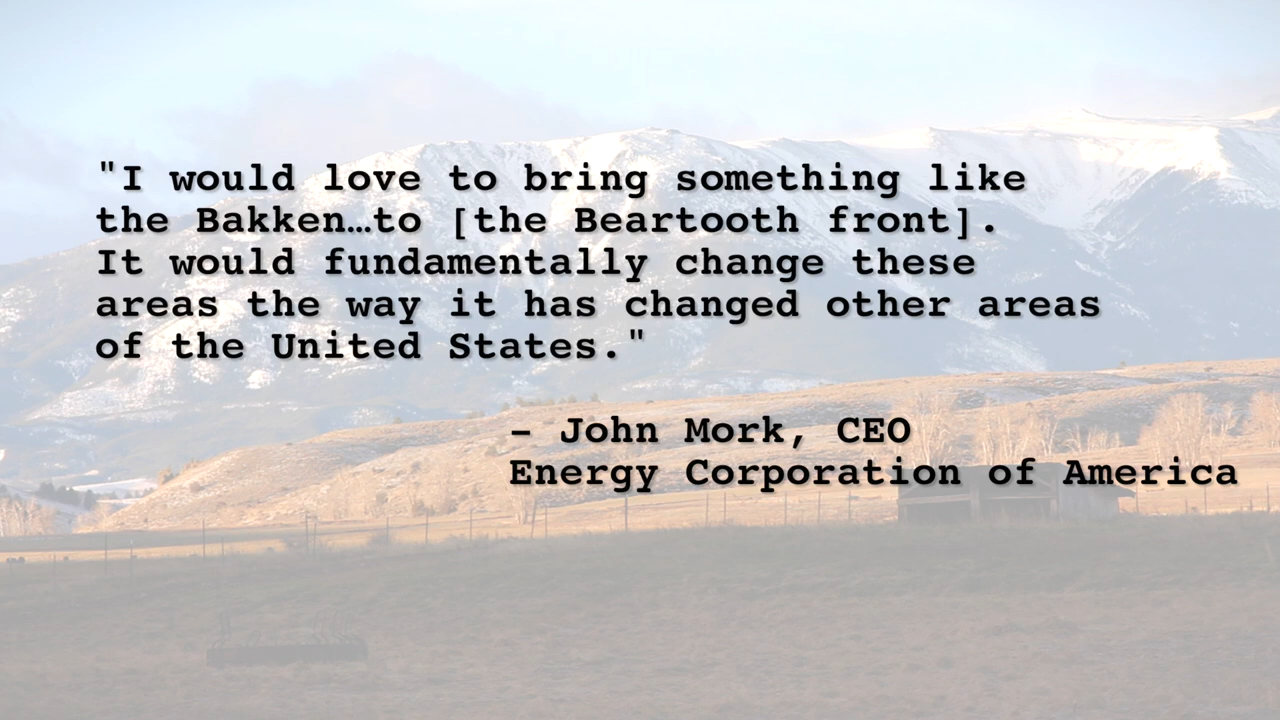 "I would love to bring something like
the Bakken…to [the Beartooth front].
It would fundamentally change these
areas the way it has changed other areas
of the United States."
– John Mork, CEO
Energy Corporation of America